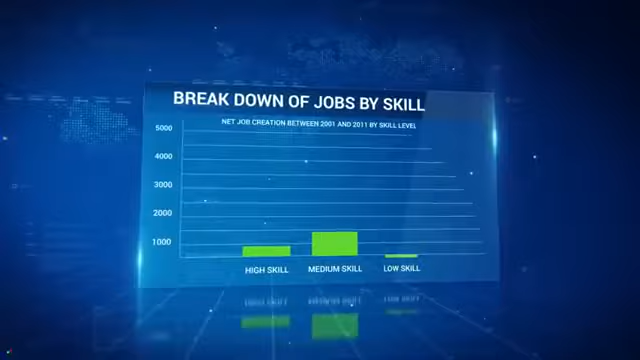 BREAK DOWN OF JOBS BY SKILL
NET JOB CREATION BETWEEN 2001 AND 2011 BY SKILL LEVEL
5000
4000
3000
2000
1000
HIGH SKILL MEDIUM SKILL LOW SKILL